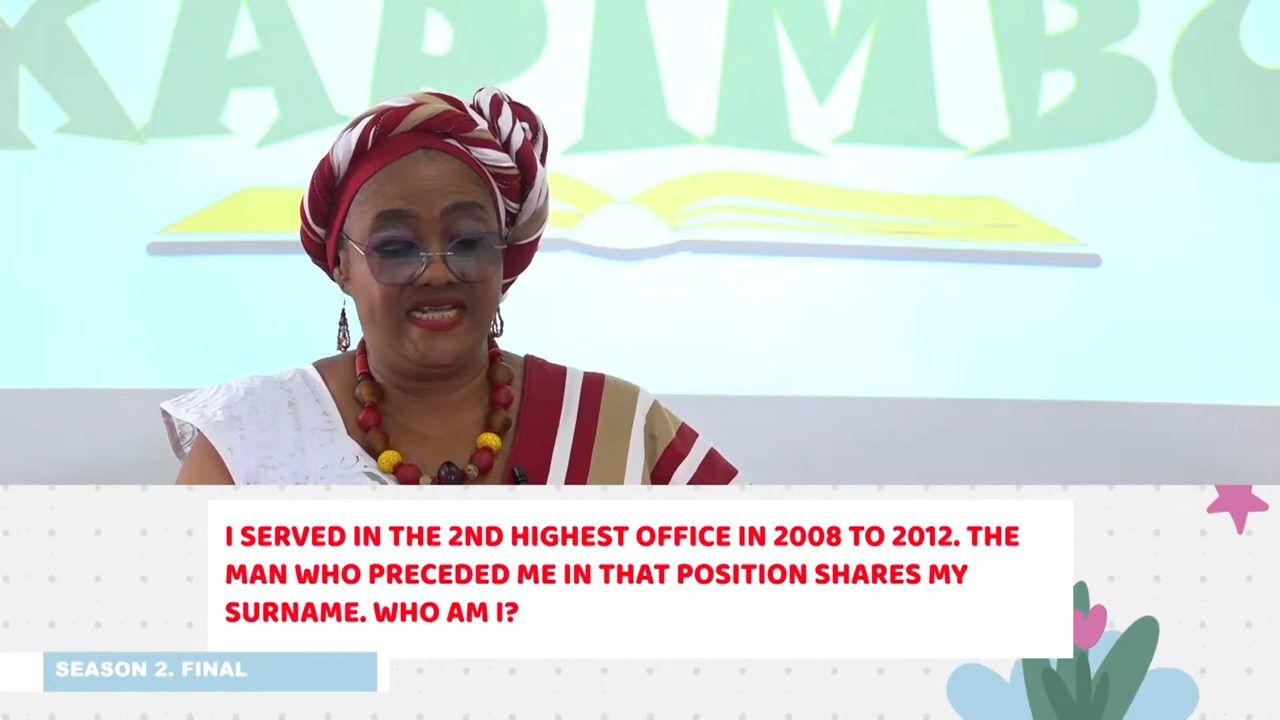 KADIMBO
I SERVED IN THE 2ND HIGHEST OFFICE IN 2008 TO 2012. THE
MAN WHO PRECEDED ME IN THAT POSITION SHARES MY
SURNAME. WHO AM I?
SEASON 2. FINAL